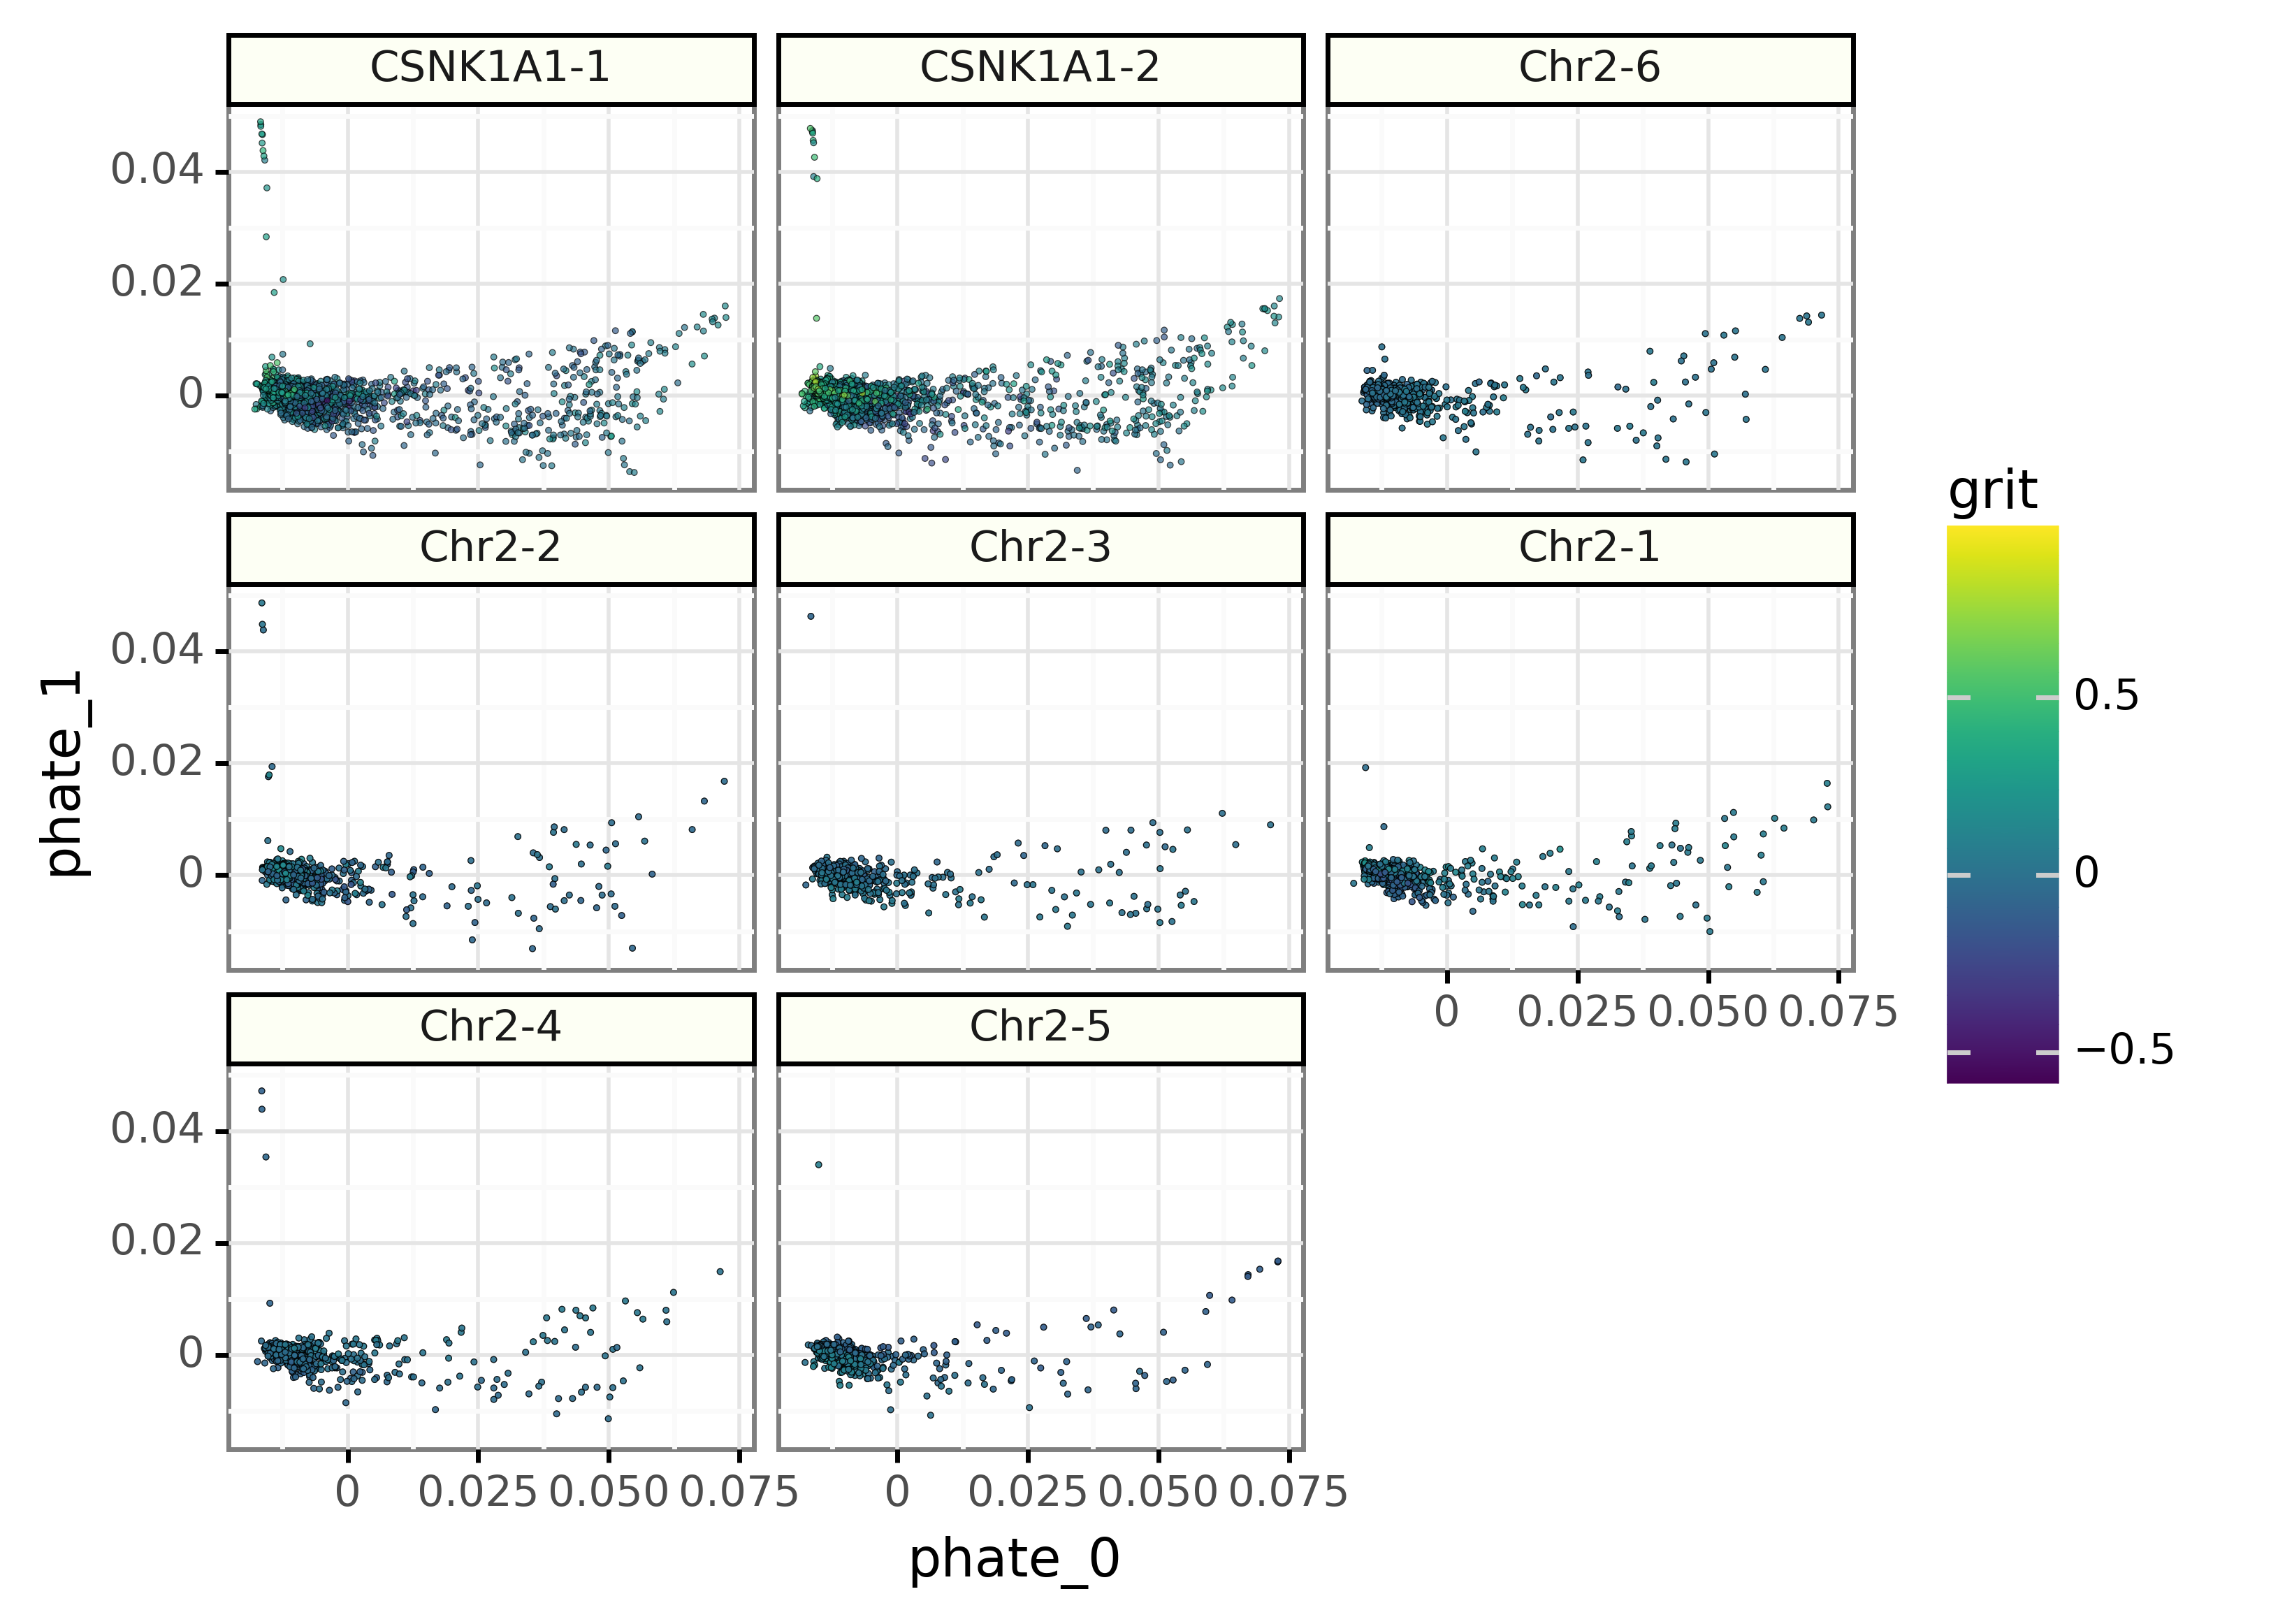 CSNK1A1-1 CSNK1A1-2 Chr2-6
0.04
0.02
0
Chr2-2 Chr2-3 Chr2-1
0.04
0.02
0
0 0.025 0.050 0.075
Chr2-4 Chr2-5
0.04
0.02
0
0 0.025 0.050 0.075 0 0.025 0.050 0.075
phate_1
phate_0
grit
0.5
0
−0.5